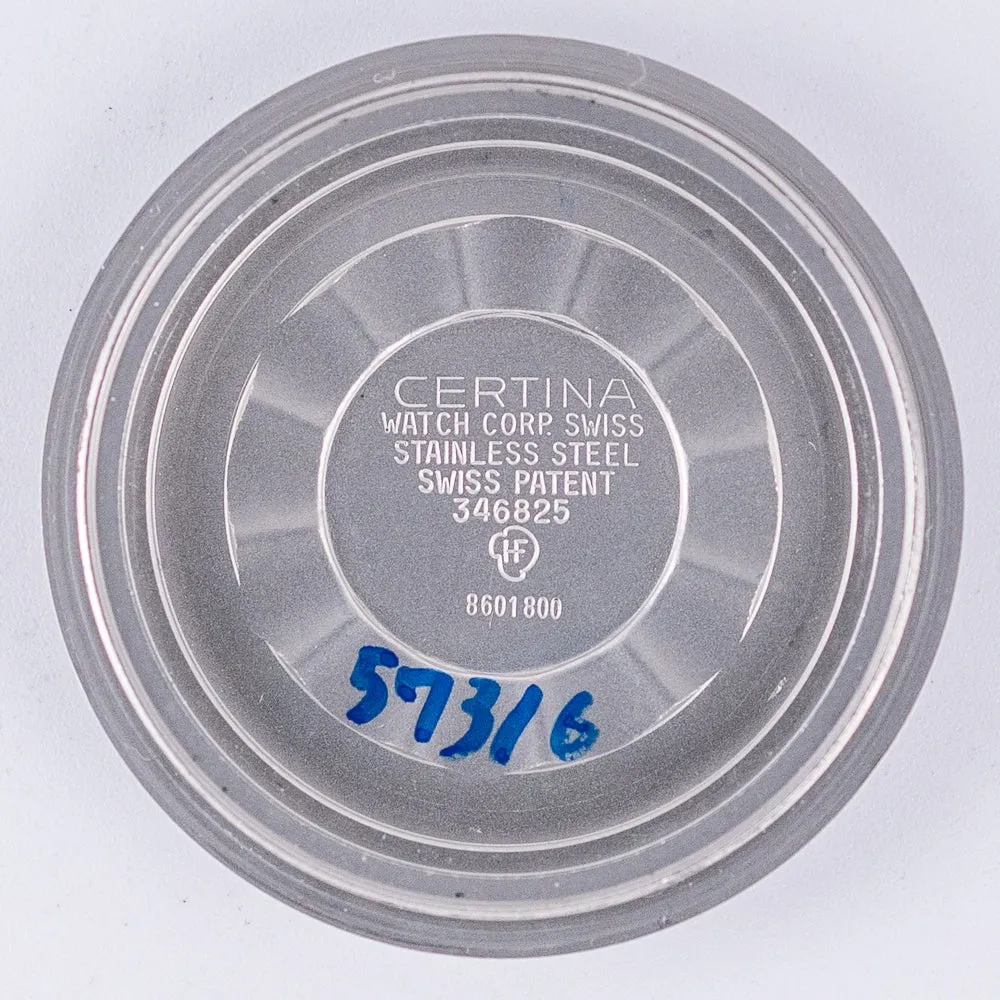 CERTINA
WATCH CORP. SWISS
STAINLESS STEEL
SWISS PATENT
346825
HF
8601800
57316